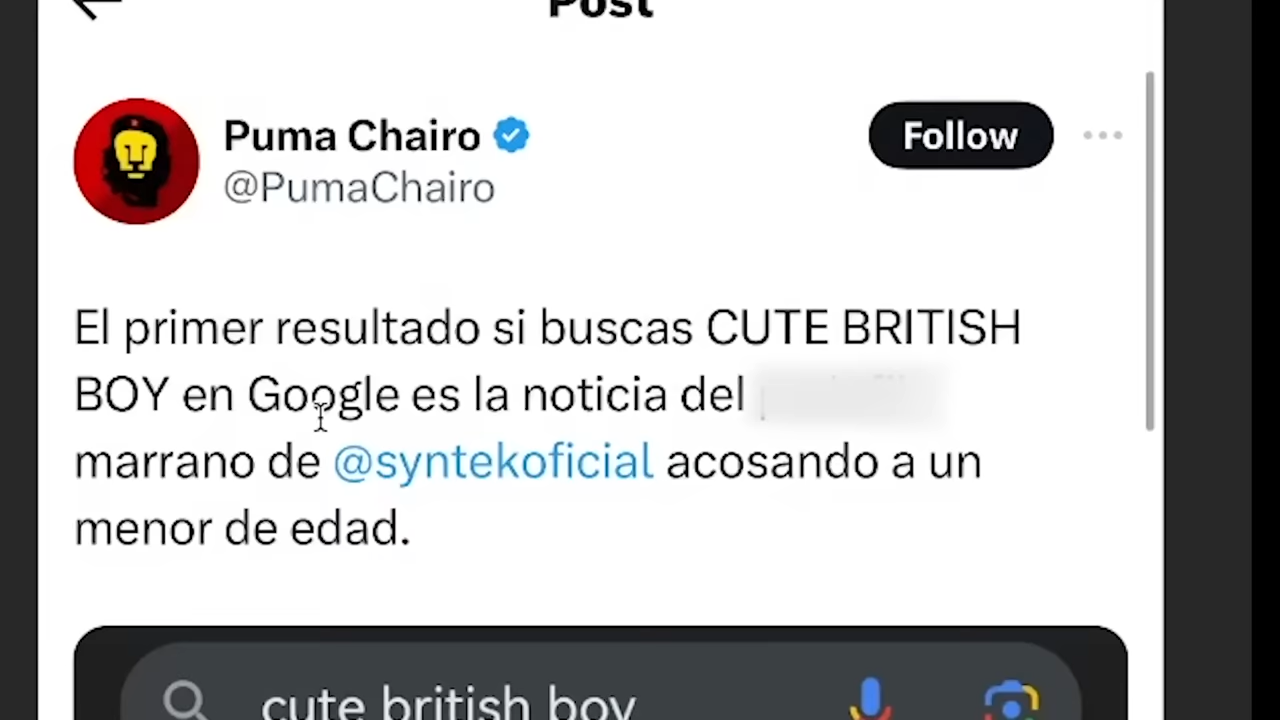 Post
Puma Chairo
Follow
@PumaChairo
El primer resultado si buscas CUTE BRITISH
BOY en Google es la noticia del
marrano de @syntekoficial acosando a un
menor de edad.
cute british boy